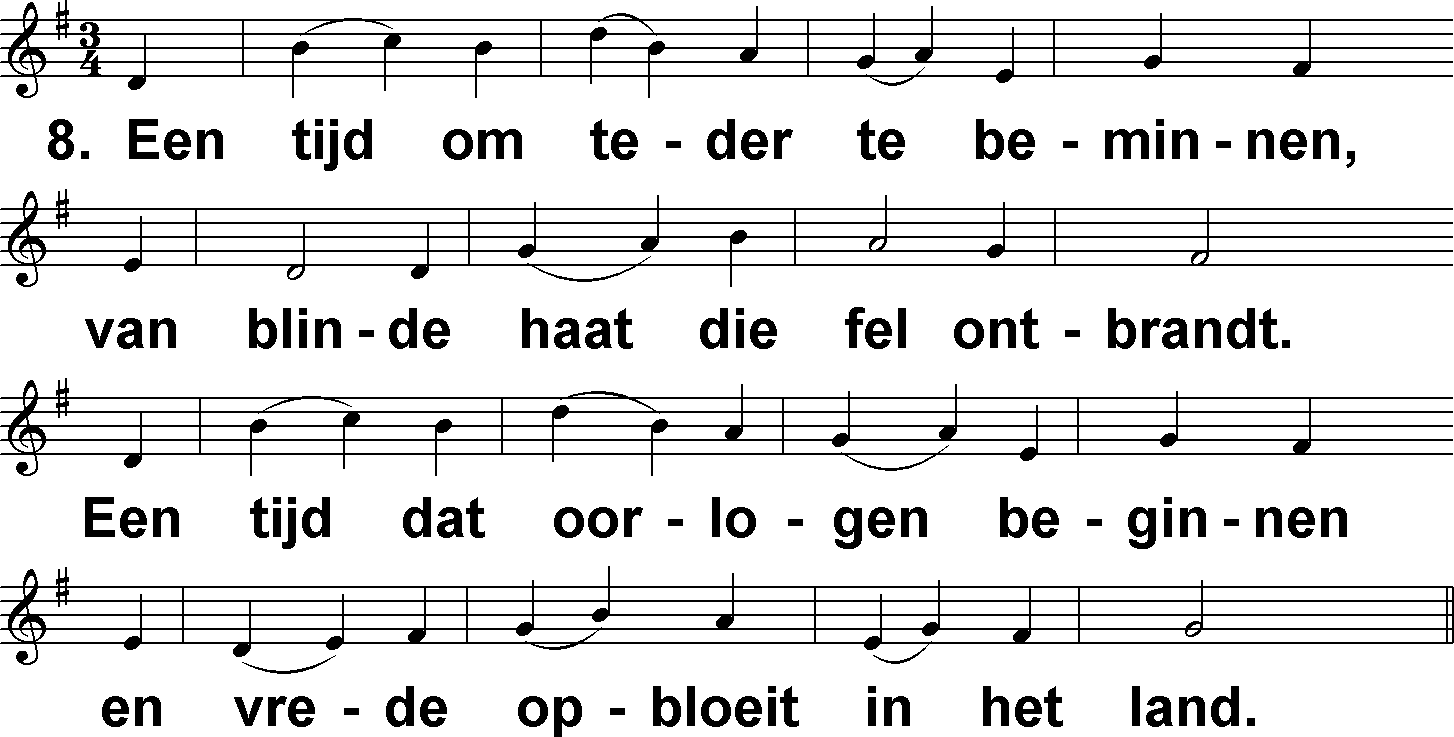 8. Een tijd om te - der te be - min - nen,
van blin - de haat die fel ont - brandt.
Een tijd dat oor - lo - gen be - gin - nen
en vre - de op - bloeit in het land.